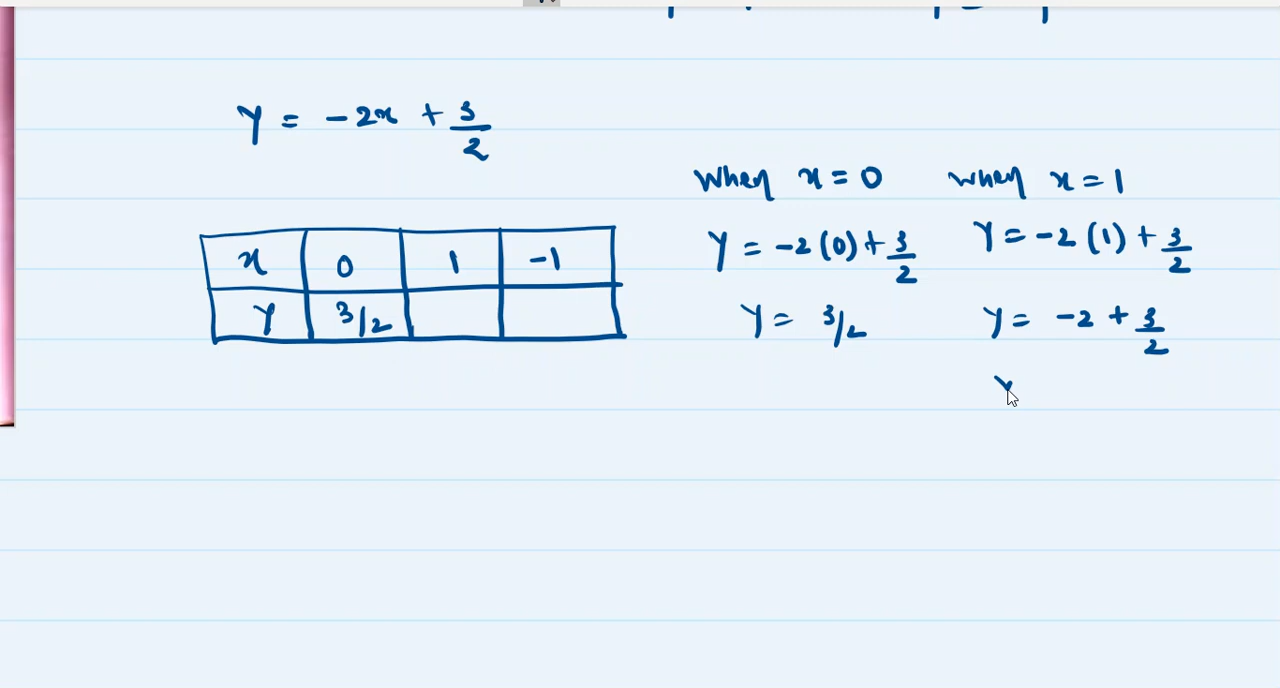 y = -2x + 3/2
x 0 1 -1
y 3/2
when x = 0
y = -2(0) + 3/2
y = 3/2
when x = 1
y = -2(1) + 3/2
y = -2 + 3/2
y